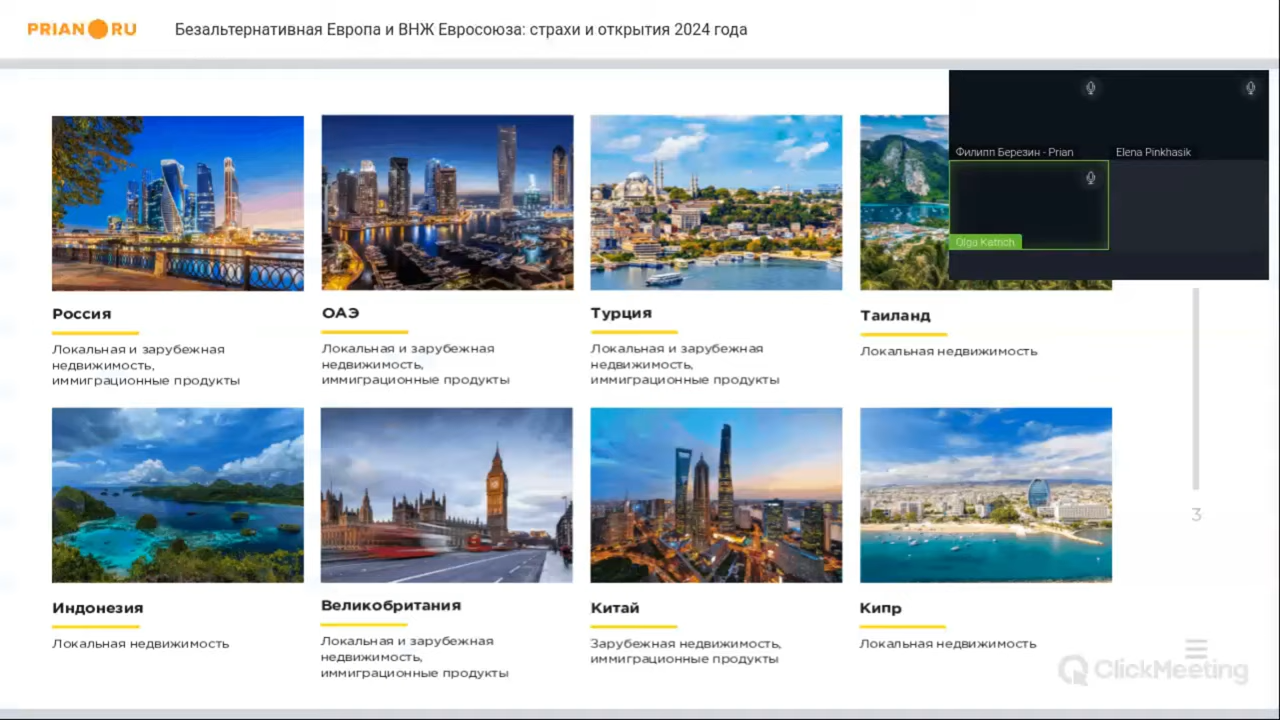 PRIAN RU
Безальтернативная Европа и ВНЖ Евросоюза: страхи и открытия 2024 года
Филипп Березин - Prian
Elena Pinkhasik
Olga Katrich
Россия
Локальная и зарубежная
недвижимость,
иммиграционные продукты
ОАЭ
Локальная и зарубежная
недвижимость,
иммиграционные продукты
Турция
Локальная и зарубежная
недвижимость,
иммиграционные продукты
Таиланд
Локальная недвижимость
Индонезия
Локальная недвижимость
Великобритания
Локальная и зарубежная
недвижимость,
иммиграционные продукты
Китай
Зарубежная недвижимость,
иммиграционные продукты
Кипр
Локальная недвижимость
3
ClickMeeting